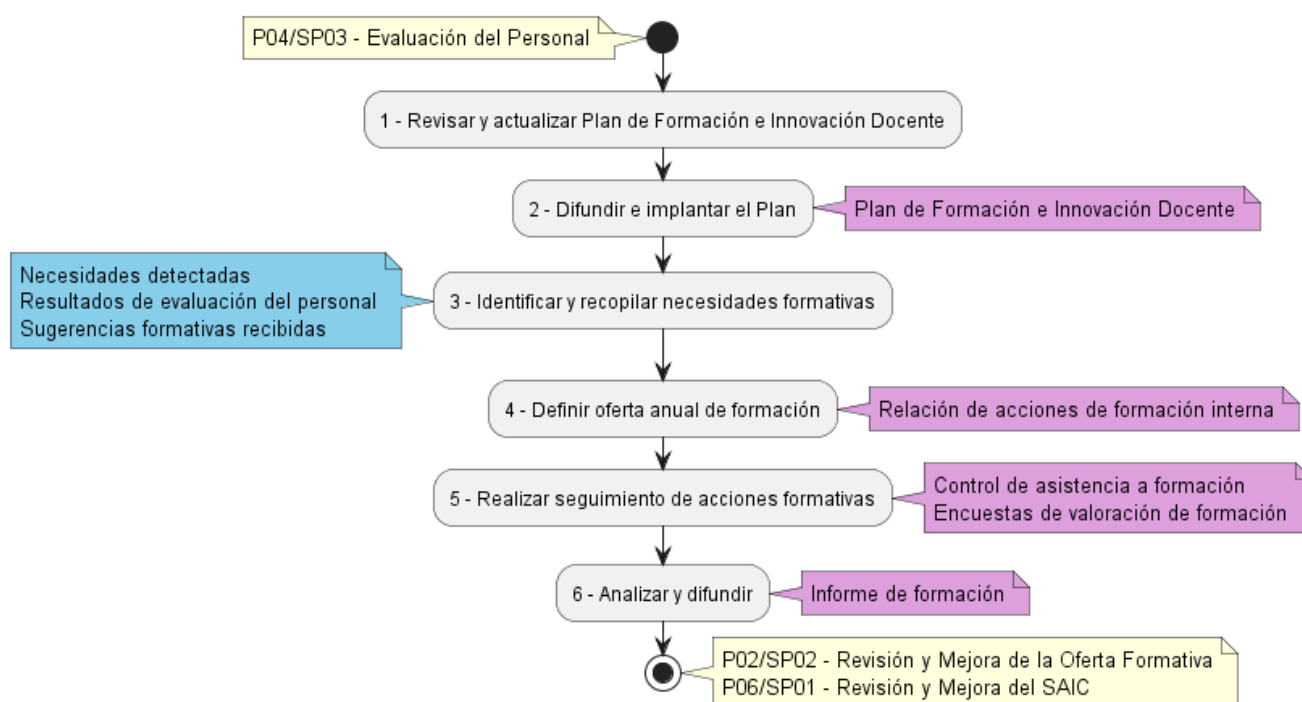 P04/SP03 - Evaluación del Personal
1 - Revisar y actualizar Plan de Formación e Innovación Docente
2 - Difundir e implantar el Plan
Plan de Formación e Innovación Docente
Necesidades detectadas
Resultados de evaluación del personal
Sugerencias formativas recibidas
3 - Identificar y recopilar necesidades formativas
4 - Definir oferta anual de formación
Relación de acciones de formación interna
5 - Realizar seguimiento de acciones formativas
Control de asistencia a formación
Encuestas de valoración de formación
6 - Analizar y difundir
Informe de formación
P02/SP02 - Revisión y Mejora de la Oferta Formativa
P06/SP01 - Revisión y Mejora del SAIC